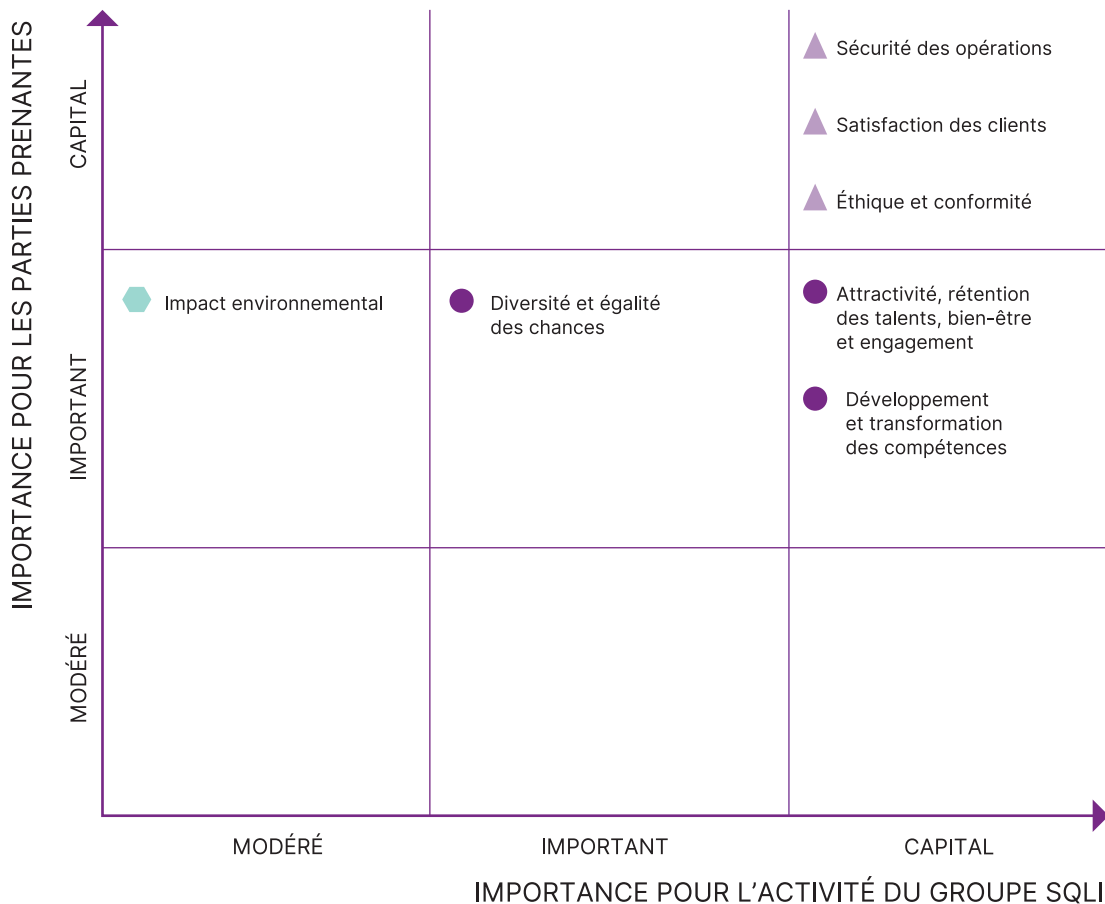 IMPORTANCE POUR LES PARTIES PRENANTES
CAPITAL
IMPORTANT
MODÉRÉ
Sécurité des opérations
Satisfaction des clients
Éthique et conformité
Impact environnemental
Diversité et égalité
des chances
Attractivité, rétention
des talents, bien-être
et engagement
Développement
et transformation
des compétences
MODÉRÉ
IMPORTANT
CAPITAL
IMPORTANCE POUR L'ACTIVITÉ DU GROUPE SQLI